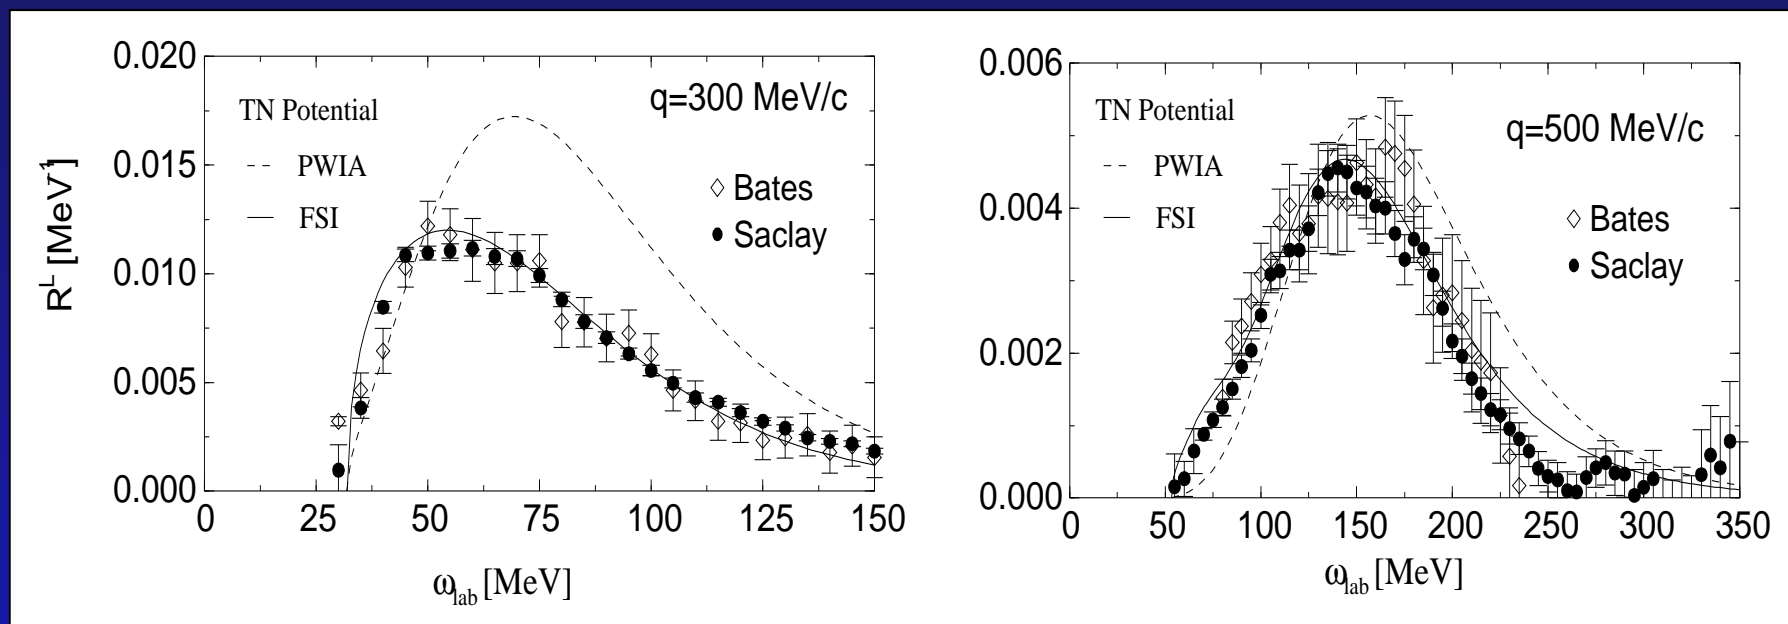 0.020
0.015
0.010
0.005
0.000
R^L [MeV^-1]
TN Potential
PWIA
FSI
q=300 MeV/c
Bates
Saclay
0 25 50 75 100 125 150
ω_lab [MeV]
0.006
0.004
0.002
0.000
TN Potential
PWIA
FSI
q=500 MeV/c
Bates
Saclay
0 50 100 150 200 250 300 350
ω_lab [MeV]